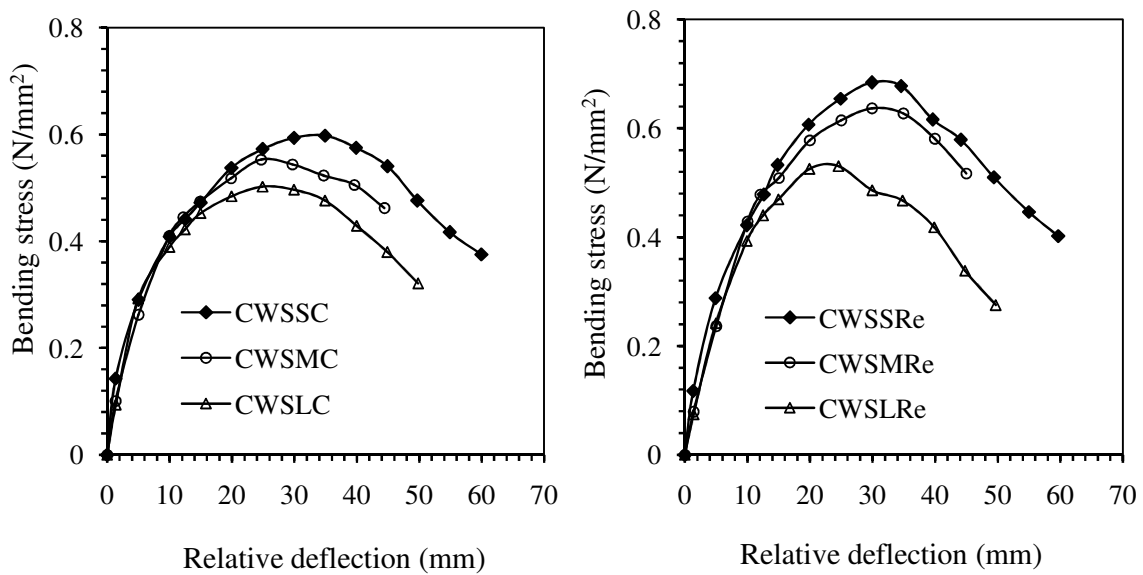 Bending stress (N/mm²)
0.8
0.6
0.4
0.2
0
CWSSC
CWSMC
CWSLC
0 10 20 30 40 50 60 70
Relative deflection (mm)
Bending stress (N/mm²)
0.8
0.6
0.4
0.2
0
CWSSRe
CWSMRe
CWSLRe
0 10 20 30 40 50 60 70
Relative deflection (mm)